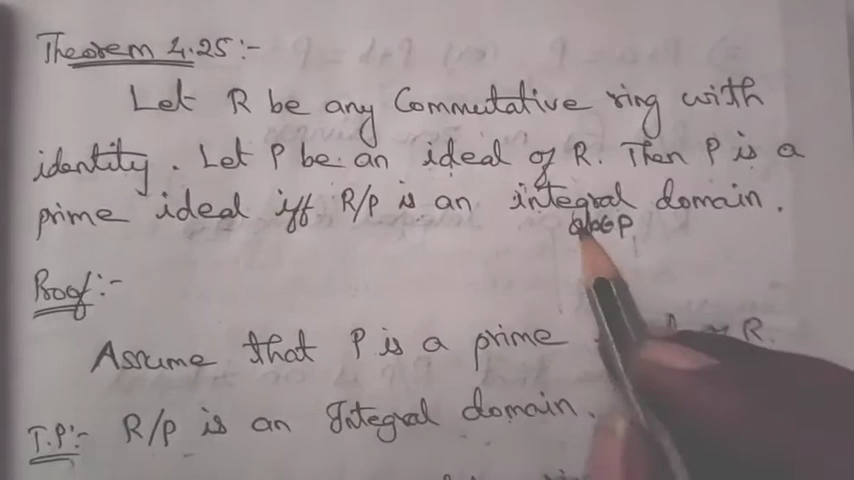 Theorem 4.25:-
Let R be any Commutative ring with
identity. Let P be an ideal of R. Then P is a
prime ideal iff R/P is an integral domain.
ab∈P
Proof:-
Assume that P is a prime R.
T.P:- R/P is an Integral domain.